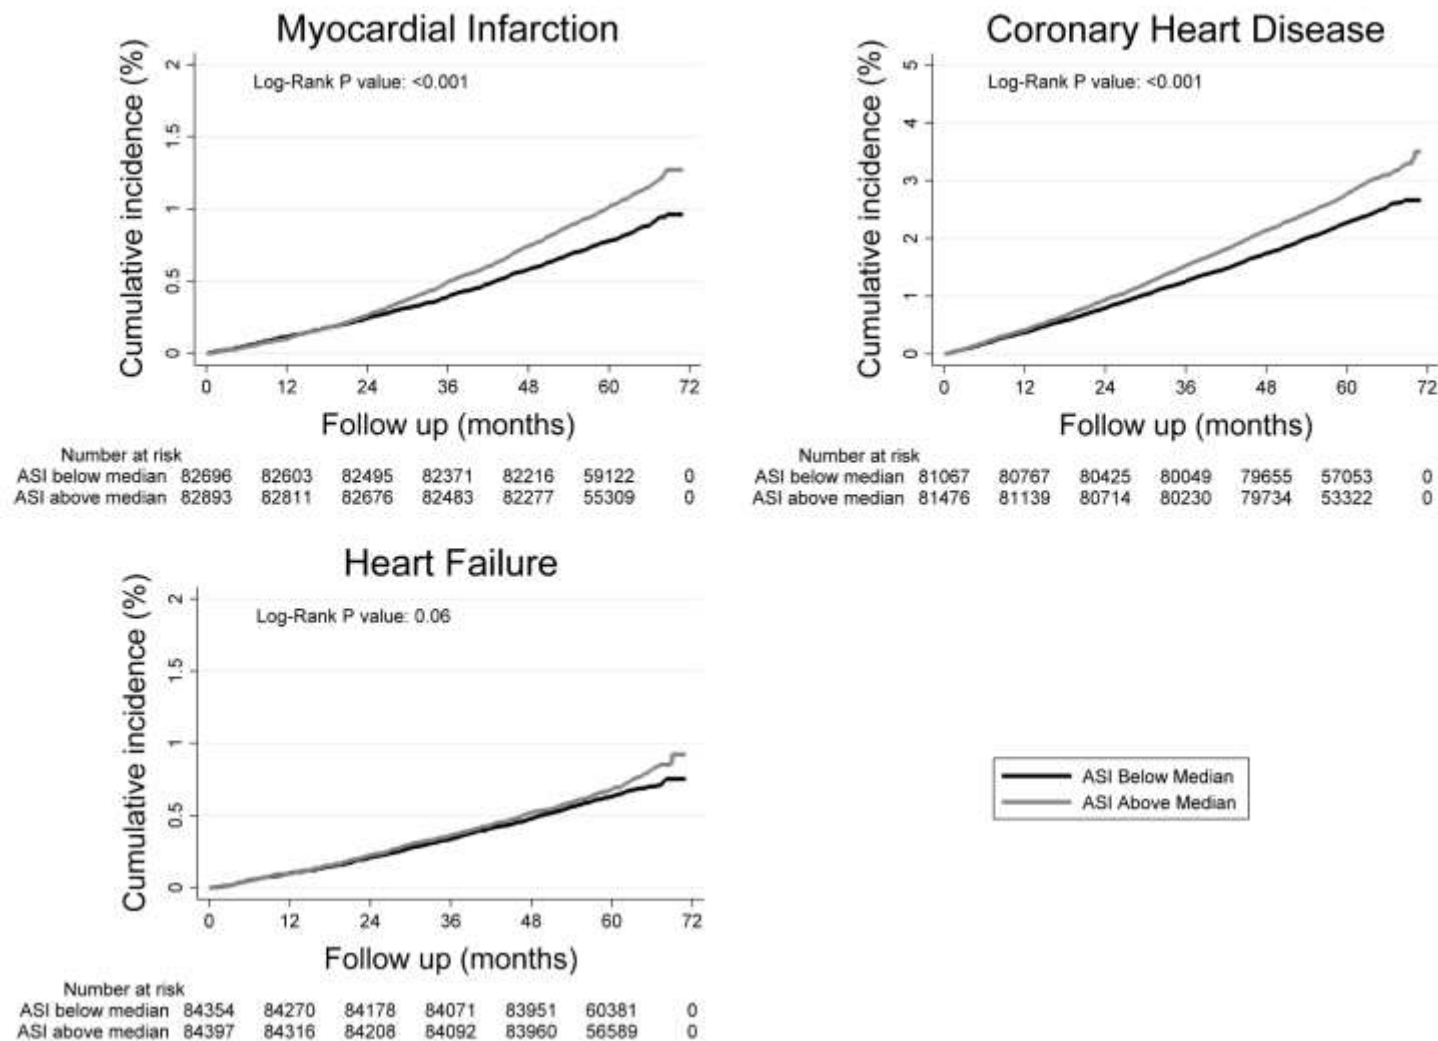 Myocardial Infarction
Log-Rank P value: <0.001
Cumulative incidence (%)
2
1.5
1
0.5
0
0 12 24 36 48 60 72
Follow up (months)
Number at risk
ASI below median 82696 82603 82495 82371 82216 59122 0
ASI above median 82893 82811 82676 82483 82277 55309 0
Coronary Heart Disease
Log-Rank P value: <0.001
Cumulative incidence (%)
5
4
3
2
1
0
0 12 24 36 48 60 72
Follow up (months)
Number at risk
ASI below median 81067 80767 80425 80049 79655 57053 0
ASI above median 81476 81139 80714 80230 79734 53322 0
Heart Failure
Log-Rank P value: 0.06
Cumulative incidence (%)
2
1.5
1
0.5
0
0 12 24 36 48 60 72
Follow up (months)
Number at risk
ASI below median 84354 84270 84178 84071 83951 60381 0
ASI above median 84397 84316 84208 84092 83960 56589 0
ASI Below Median
ASI Above Median